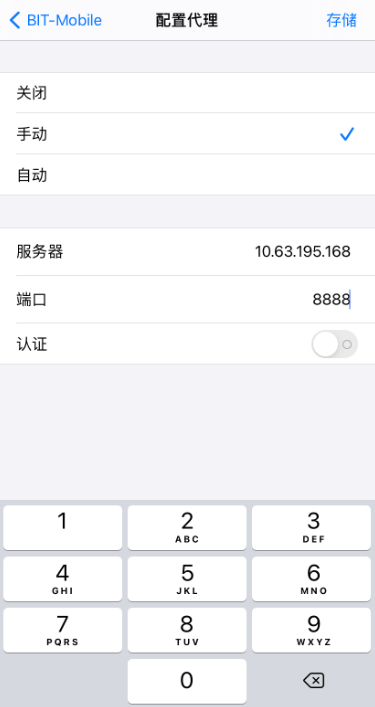 BIT-Mobile 配置代理 存储
关闭
手动
自动
服务器 10.63.195.168
端口 8888
认证
1 2 3
ABC DEF
4 5 6
GHI JKL MNO
7 8 9
PQRS TUV WXYZ
0